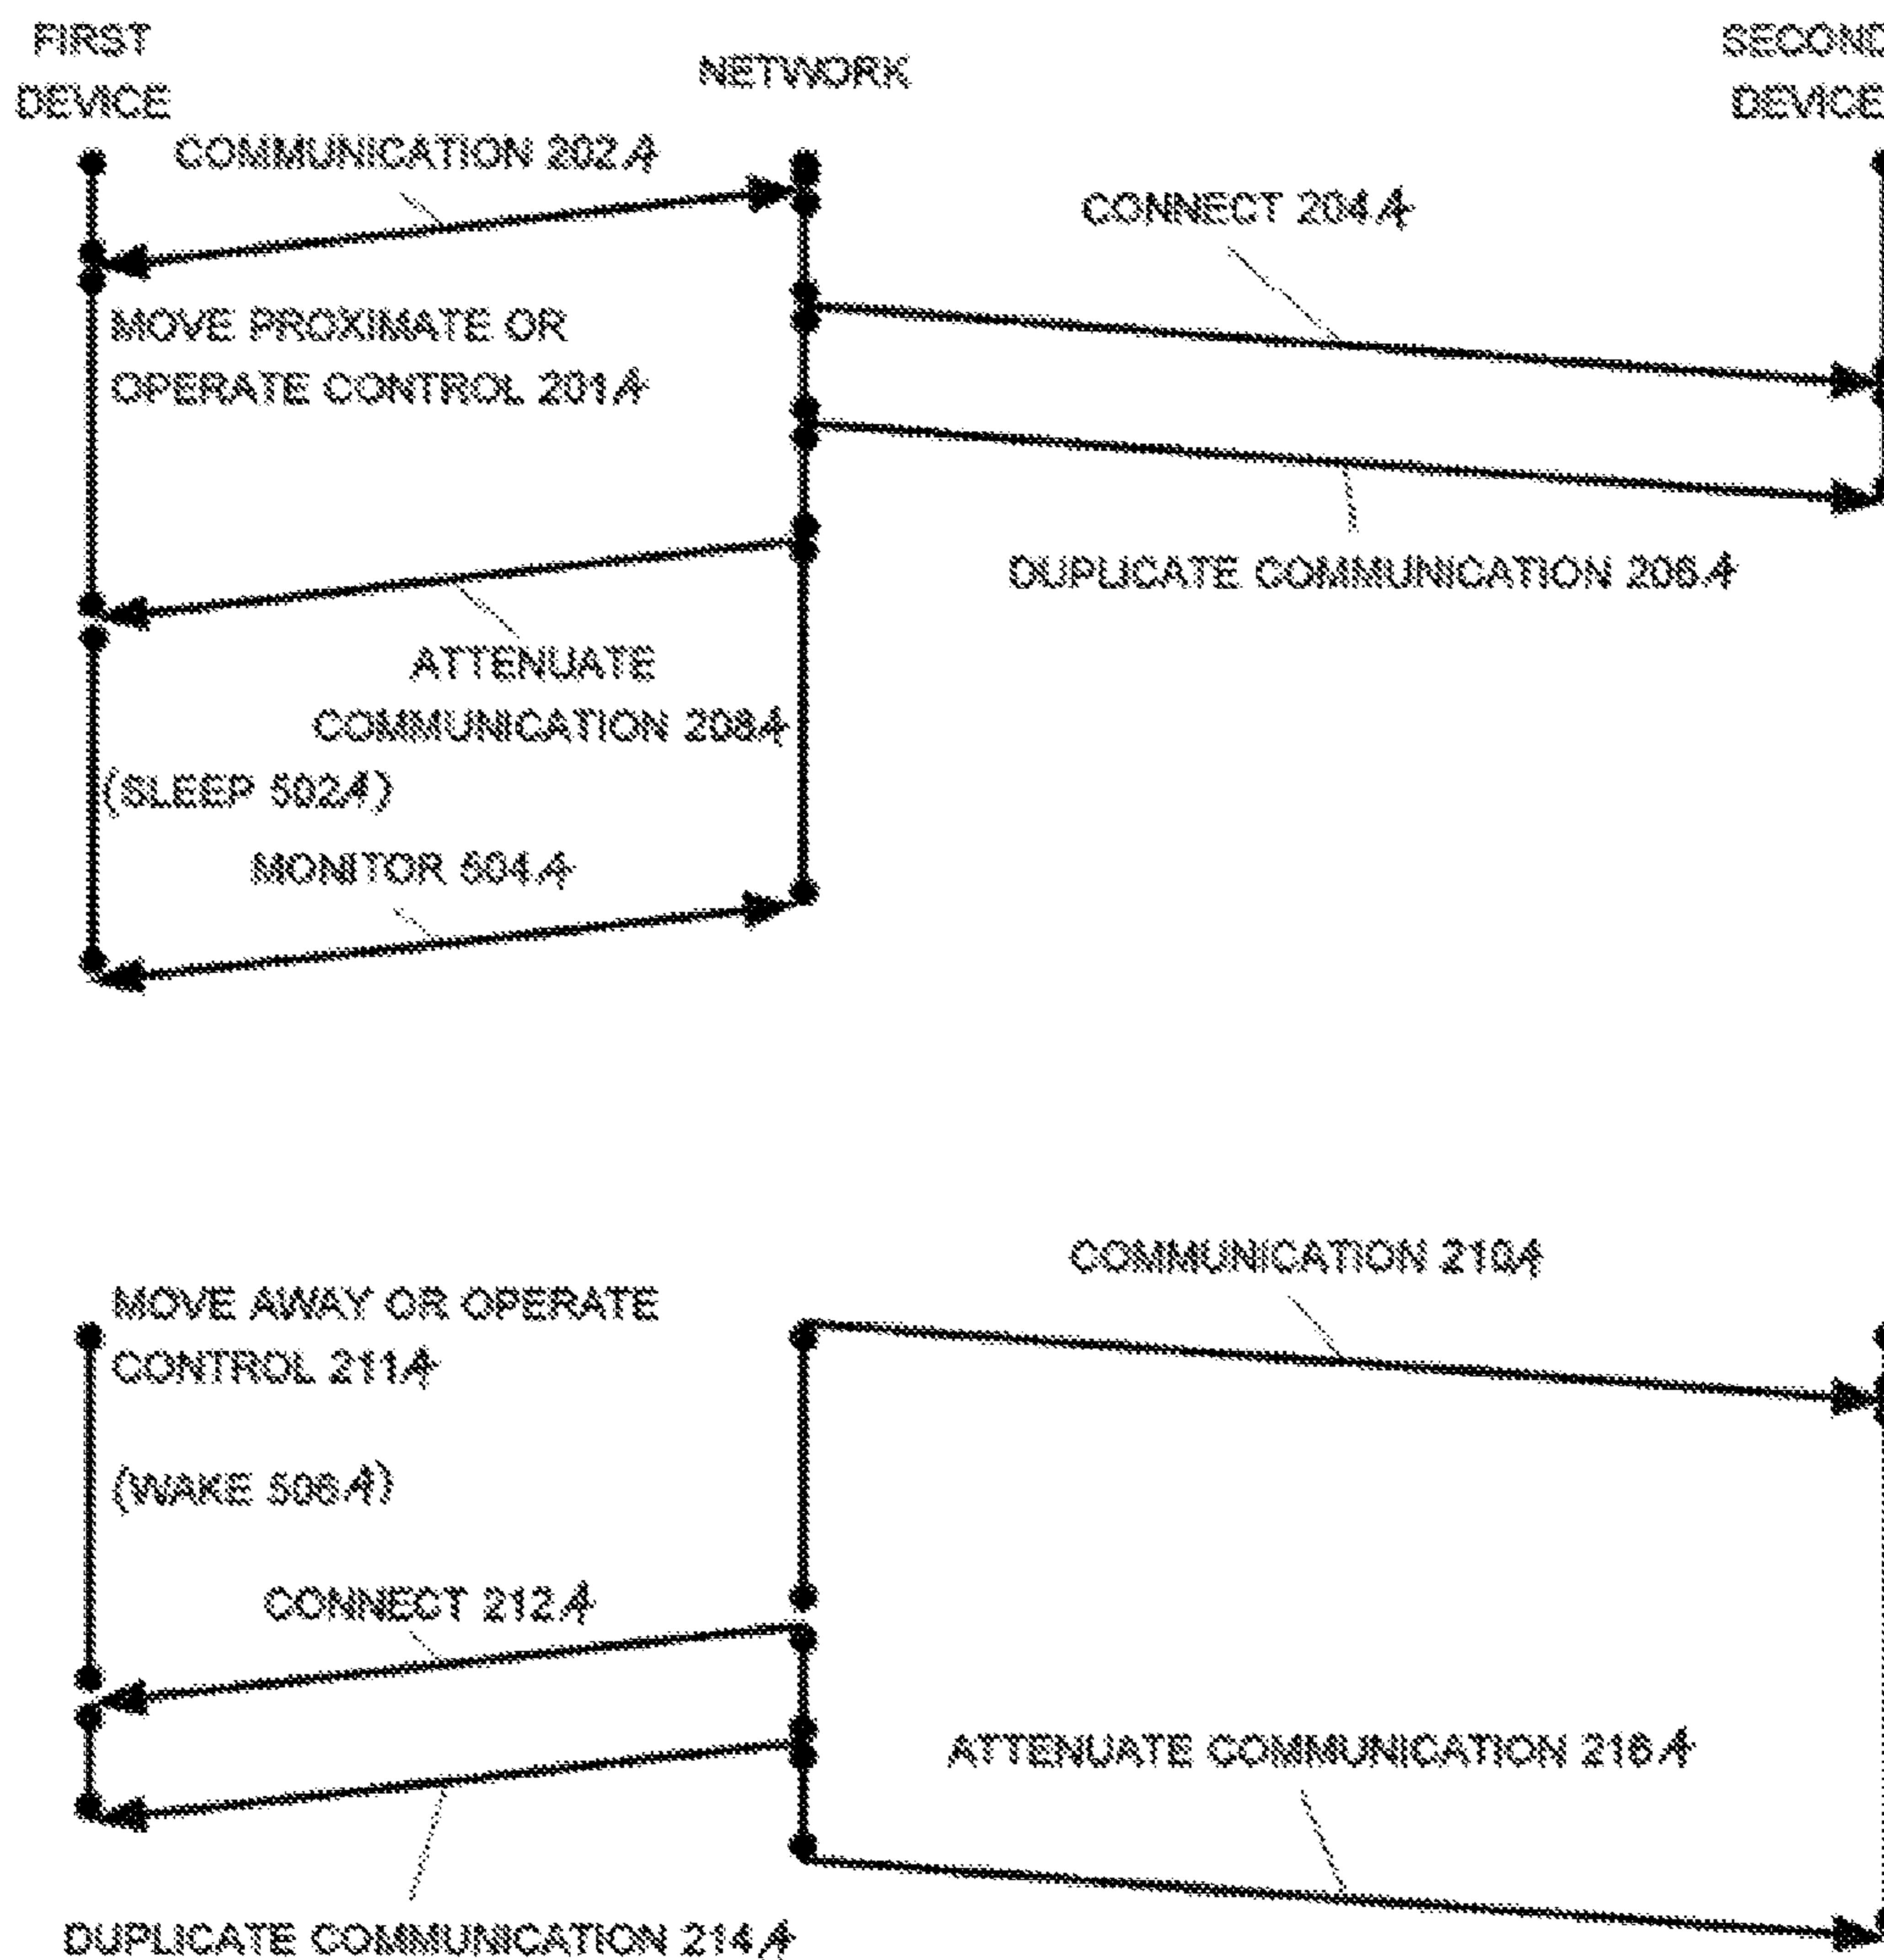 FIRST
DEVICE
NETWORK
SECOND
DEVICE
COMMUNICATION 202A
CONNECT 204A
MOVE PROXIMATE OR
OPERATE CONTROL 201A
DUPLICATE COMMUNICATION 206A
ATTENUATE
COMMUNICATION 208A
(SLEEP 502A)
MONITOR 504A
COMMUNICATION 210A
MOVE AWAY OR OPERATE
CONTROL 211A
(WAKE 506A)
CONNECT 212A
ATTENUATE COMMUNICATION 216A
DUPLICATE COMMUNICATION 214A